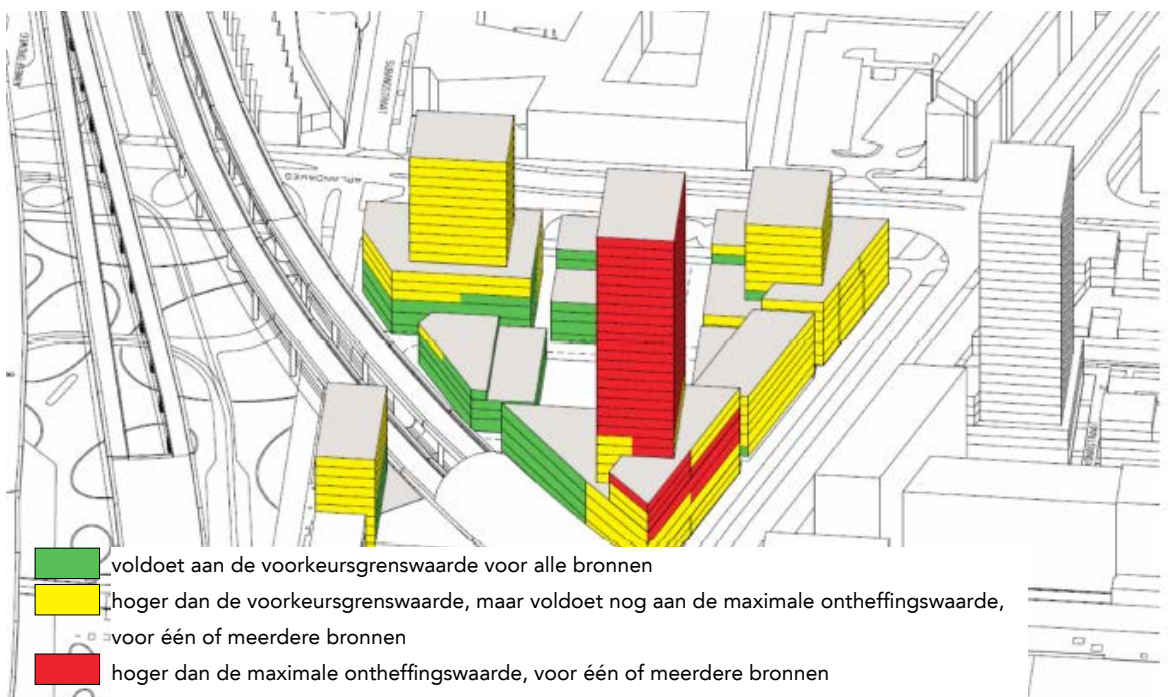 voldoet aan de voorkeursgrenswaarde voor alle bronnen
hoger dan de voorkeursgrenswaarde, maar voldoet nog aan de maximale ontheffingswaarde,
voor één of meerdere bronnen
hoger dan de maximale ontheffingswaarde, voor één of meerdere bronnen